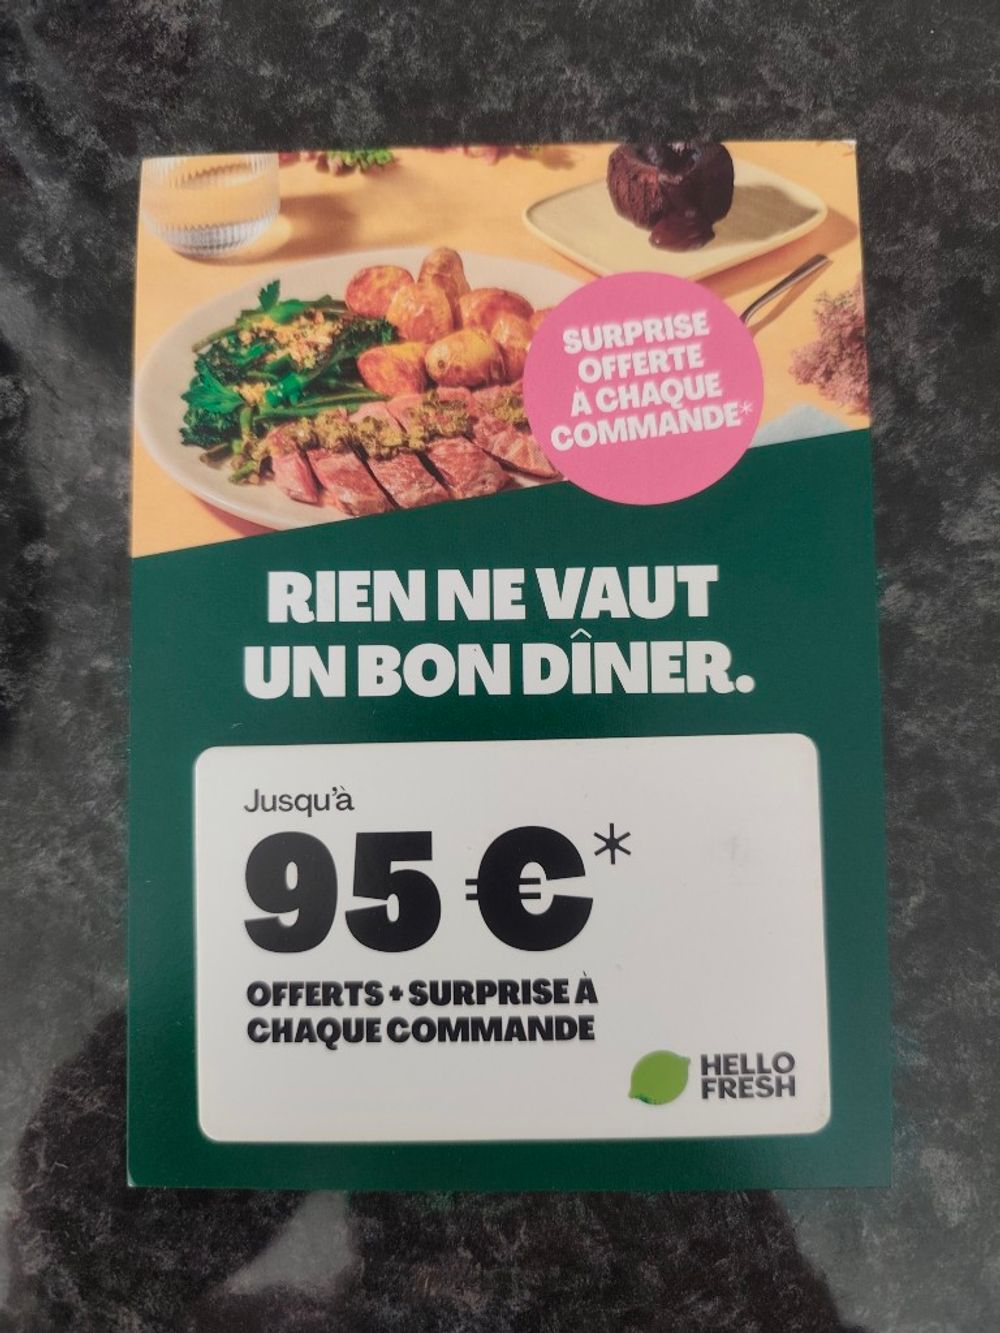 SURPRISE
OFFERTE
À CHAQUE
COMMANDE*
RIEN NE VAUT
UN BON DÎNER.
Jusqu'à
95 €*
OFFERTS + SURPRISE À
CHAQUE COMMANDE
HELLO
FRESH